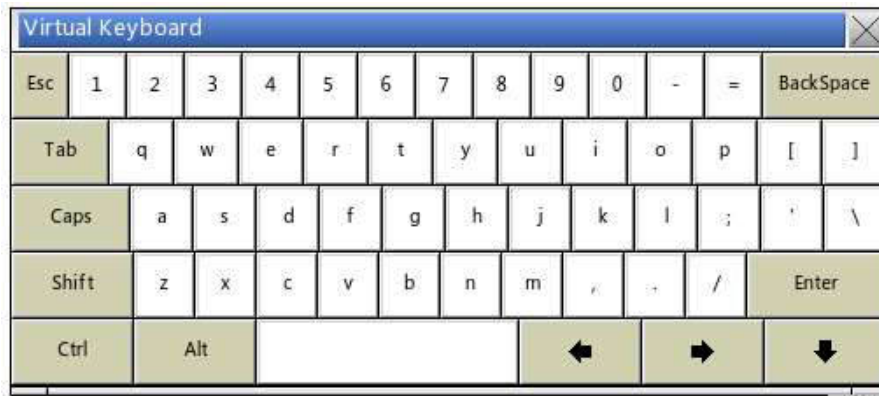 Virtual Keyboard
Esc 1 2 3 4 5 6 7 8 9 0 - = BackSpace
Tab q w e r t y u i o p [ ]
Caps a s d f g h j k l ; ' \
Shift z x c v b n m , . / Enter
Ctrl Alt